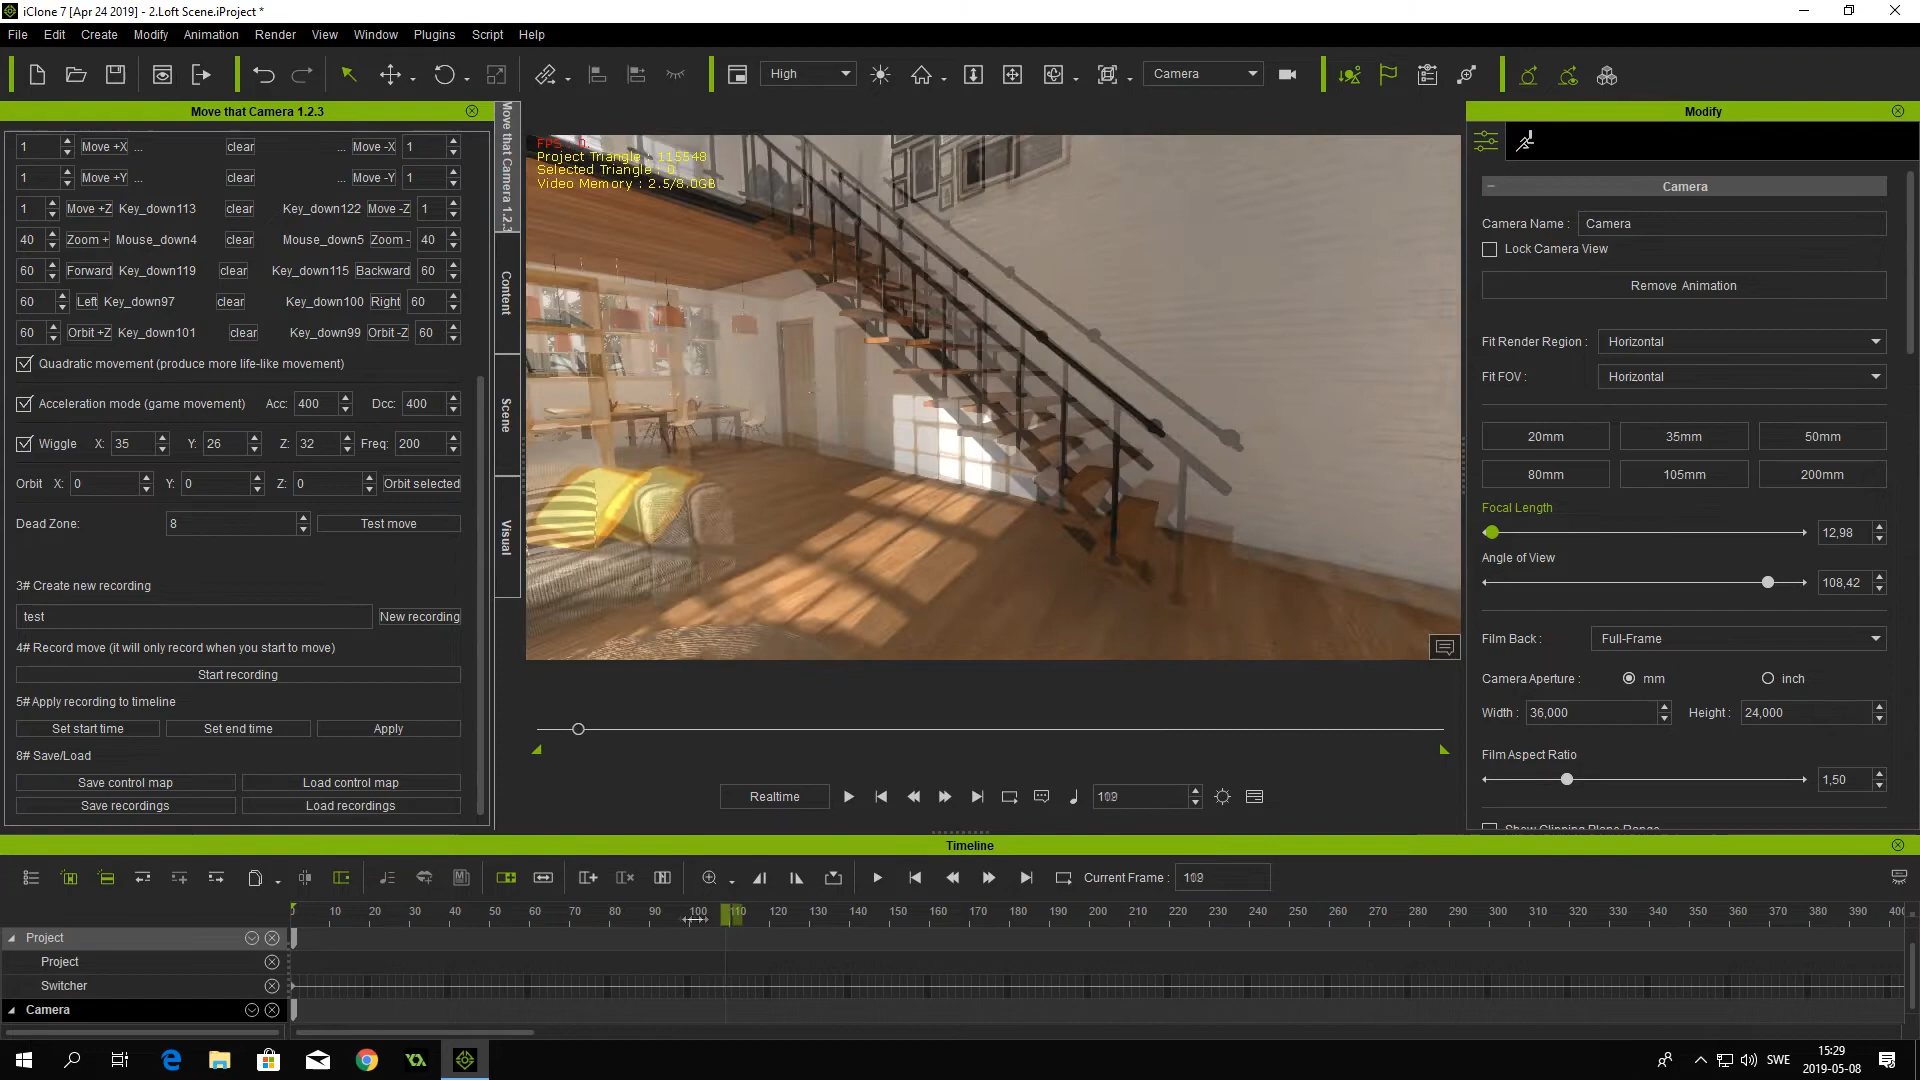 iClone 7 [Apr 24 2019] - 2.Loft Scene.iProject *
File Edit Create Modify Animation Render View Window Plugins Script Help
High
Camera
Move that Camera 1.2.3
1 Move +X ... clear ... Move -X 1
1 Move +Y ... clear ... Move -Y 1
1 Move +Z Key_down113 clear Key_down122 Move -Z 1
40 Zoom + Mouse_down4 clear Mouse_down5 Zoom - 40
60 Forward Key_down119 clear Key_down115 Backward 60
60 Left Key_down97 clear Key_down100 Right 60
60 Orbit +Z Key_down101 clear Key_down99 Orbit -Z 60
Quadratic movement (produce more life-like movement)
Acceleration mode (game movement) Acc: 400 Dcc: 400
Wiggle X: 35 Y: 26 Z: 32 Freq: 200
Orbit X: 0 Y: 0 Z: 0 Orbit selected
Dead Zone: 8 Test move
3# Create new recording
test New recording
4# Record move (it will only record when you start to move)
Start recording
5# Apply recording to timeline
Set start time Set end time Apply
8# Save/Load
Save control map Load control map
Save recordings Load recordings
Move that Camera 1.2.3
Content
Scene
Visual
FPS : 0
Project Triangle : 115548
Selected Triangle : 0
Video Memory : 2.5/8.0GB
Realtime
Modify
Camera
Camera Name : Camera
Lock Camera View
Remove Animation
Fit Render Region : Horizontal
Fit FOV : Horizontal
20mm 35mm 50mm
80mm 105mm 200mm
Focal Length
12,98
Angle of View
108,42
Film Back : Full-Frame
Camera Aperture : mm inch
Width : 36,000 Height : 24,000
Film Aspect Ratio
1,50
Show Clipping Plane Range
Timeline
Current Frame :
0 10 20 30 40 50 60 70 80 90 100 110 120 130 140 150 160 170 180 190 200 210 220 230 240 250 260 270 280 290 300 310 320 330 340 350 360 370 380 390 400
Project
Project
Switcher
Camera
SWE
15:29
2019-05-08